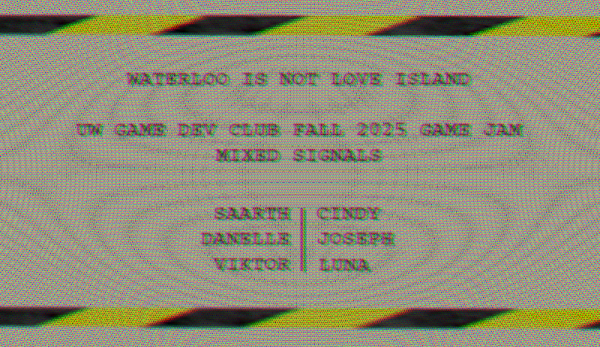 WATERLOO IS NOT LOVE ISLAND
UW GAME DEV CLUB FALL 2025 GAME JAM
MIXED SIGNALS
SAARTH | CINDY
DANELLE | JOSEPH
VIKTOR | LUNA